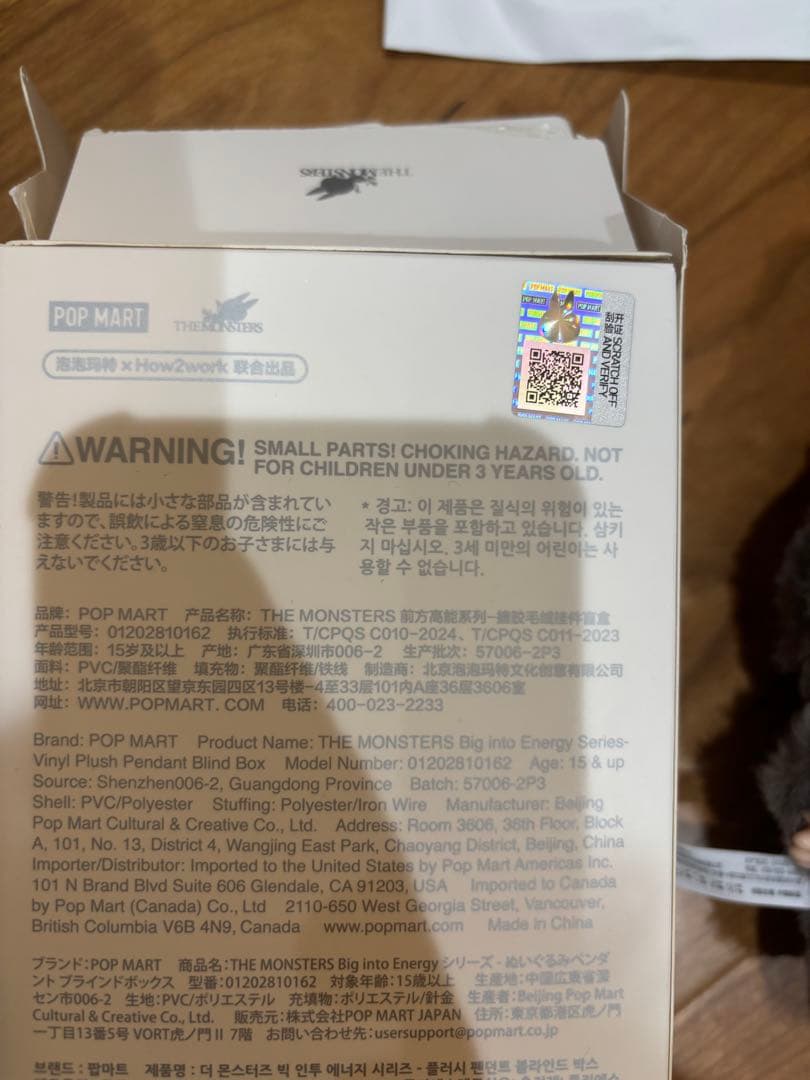 THE MONSTERS
POP MART
THE MONSTERS
泡泡玛特 x How2work 联合出品
POP MART
开涂 SCRATCH OFF
刮验 AND VERIFY
WARNING! SMALL PARTS! CHOKING HAZARD. NOT
FOR CHILDREN UNDER 3 YEARS OLD.
警告!製品には小さな部品が含まれてい
ますので、誤飲による窒息の危険性にご
注意ください。3歳以下のお子さまには与
えないでください。
* 경고: 이 제품은 질식의 위험이 있는
작은 부품을 포함하고 있습니다. 삼키
지 마십시오. 3세 미만의 어린이는 사
용할 수 없습니다.
品牌: POP MART 产品名称: THE MONSTERS 前方高能系列-搪胶毛绒挂件盲盒
产品型号: 01202810162 执行标准: T/CPQS C010-2024、T/CPQS C011-2023
年龄范围: 15岁及以上 产地: 广东省深圳市006-2 生产批次: 57006-2P3
面料: PVC/聚酯纤维 填充物: 聚酯纤维/铁线 制造商: 北京泡泡玛特文化创意有限公司
地址: 北京市朝阳区望京东园四区13号楼-4至33层101内A座36层3606室
网址: WWW.POPMART.COM 电话: 400-023-2233
Brand: POP MART Product Name: THE MONSTERS Big into Energy Series-
Vinyl Plush Pendant Blind Box Model Number: 01202810162 Age: 15 & up
Source: Shenzhen006-2, Guangdong Province Batch: 57006-2P3
Shell: PVC/Polyester Stuffing: Polyester/Iron Wire Manufacturer: Beijing
Pop Mart Cultural & Creative Co., Ltd. Address: Room 3606, 36th Floor, Block
A, 101, No. 13, District 4, Wangjing East Park, Chaoyang District, Beijing, China
Importer/Distributor: Imported to the United States by Pop Mart Americas Inc.
101 N Brand Blvd Suite 606 Glendale, CA 91203, USA Imported to Canada
by Pop Mart (Canada) Co., Ltd 2110-650 West Georgia Street, Vancouver,
British Columbia V6B 4N9, Canada www.popmart.com Made in China
ブランド:POP MART 商品名:THE MONSTERS Big into Energy シリーズ - ぬいぐるみペンダ
ント ブラインドボックス 型番:01202810162 対象年齢:15歳以上 生産地:中国広東省深
セン市006-2 生地:PVC/ポリエステル 充填物:ポリエステル/針金 生産者:Beijing Pop Mart
Cultural & Creative Co., Ltd. 販売元:株式会社POP MART JAPAN 住所:東京都港区虎ノ門
一丁目13番5号 VORT虎ノ門Ⅱ 7階 お問い合わせ先:usersupport@popmart.co.jp
브랜드 : 팝마트 제품명 : 더 몬스터즈 빅 인투 에너지 시리즈 - 플러시 펜던트 블라인드 박스